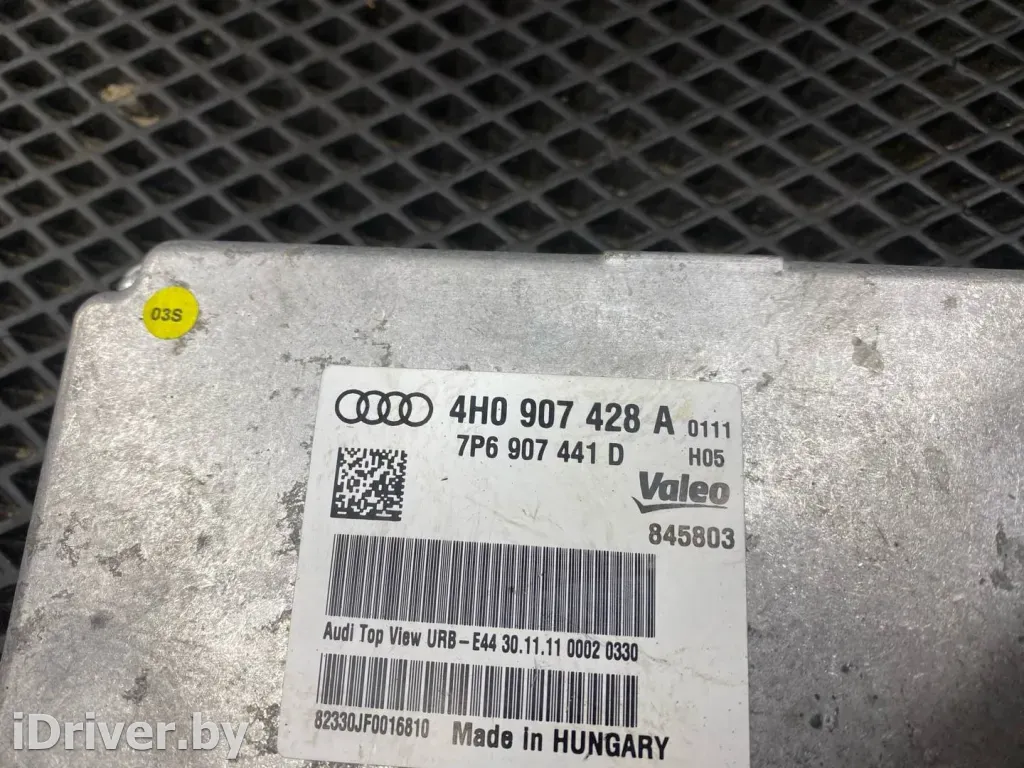 03S
4H0 907 428 A 0111
7P6 907 441 D H05
Valeo
845803
Audi Top View URB-E44 30.11.11 0002 0330
82330JF0016810 Made in HUNGARY
iDriver.by